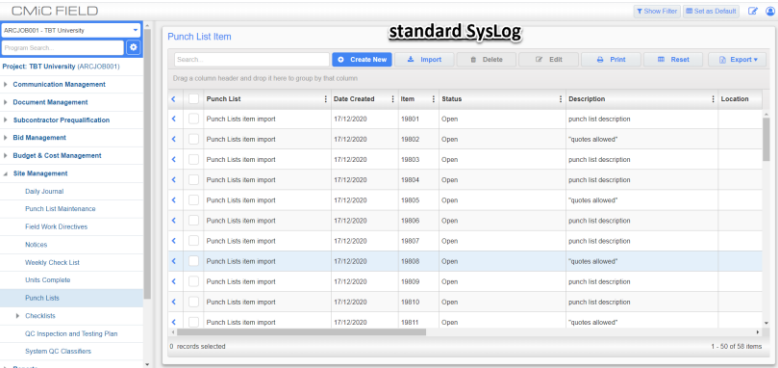 CMiC FIELD
Show Filter Set as Default
ARCJOB001 - TBT University
Program Search...
Project: TBT University (ARCJOB001)
Communication Management
Document Management
Subcontractor Prequalification
Bid Management
Budget & Cost Management
Site Management
Daily Journal
Punch List Maintenance
Field Work Directives
Notices
Weekly Check List
Units Complete
Punch Lists
Checklists
QC Inspection and Testing Plan
System QC Classifiers
Punch List Item
standard SysLog
Search... Create New Import Delete Edit Print Reset Export
Drag a column header and drop it here to group by that column
Punch List Date Created Item Status Description Location
Punch Lists item import 17/12/2020 19801 Open punch list description
Punch Lists item import 17/12/2020 19802 Open "quotes allowed"
Punch Lists item import 17/12/2020 19803 Open punch list description
Punch Lists item import 17/12/2020 19804 Open punch list description
Punch Lists item import 17/12/2020 19805 Open "quotes allowed"
Punch Lists item import 17/12/2020 19806 Open punch list description
Punch Lists item import 17/12/2020 19807 Open punch list description
Punch Lists item import 17/12/2020 19808 Open "quotes allowed"
Punch Lists item import 17/12/2020 19809 Open punch list description
Punch Lists item import 17/12/2020 19810 Open punch list description
Punch Lists item import 17/12/2020 19811 Open "quotes allowed"
0 records selected 1 - 50 of 58 items